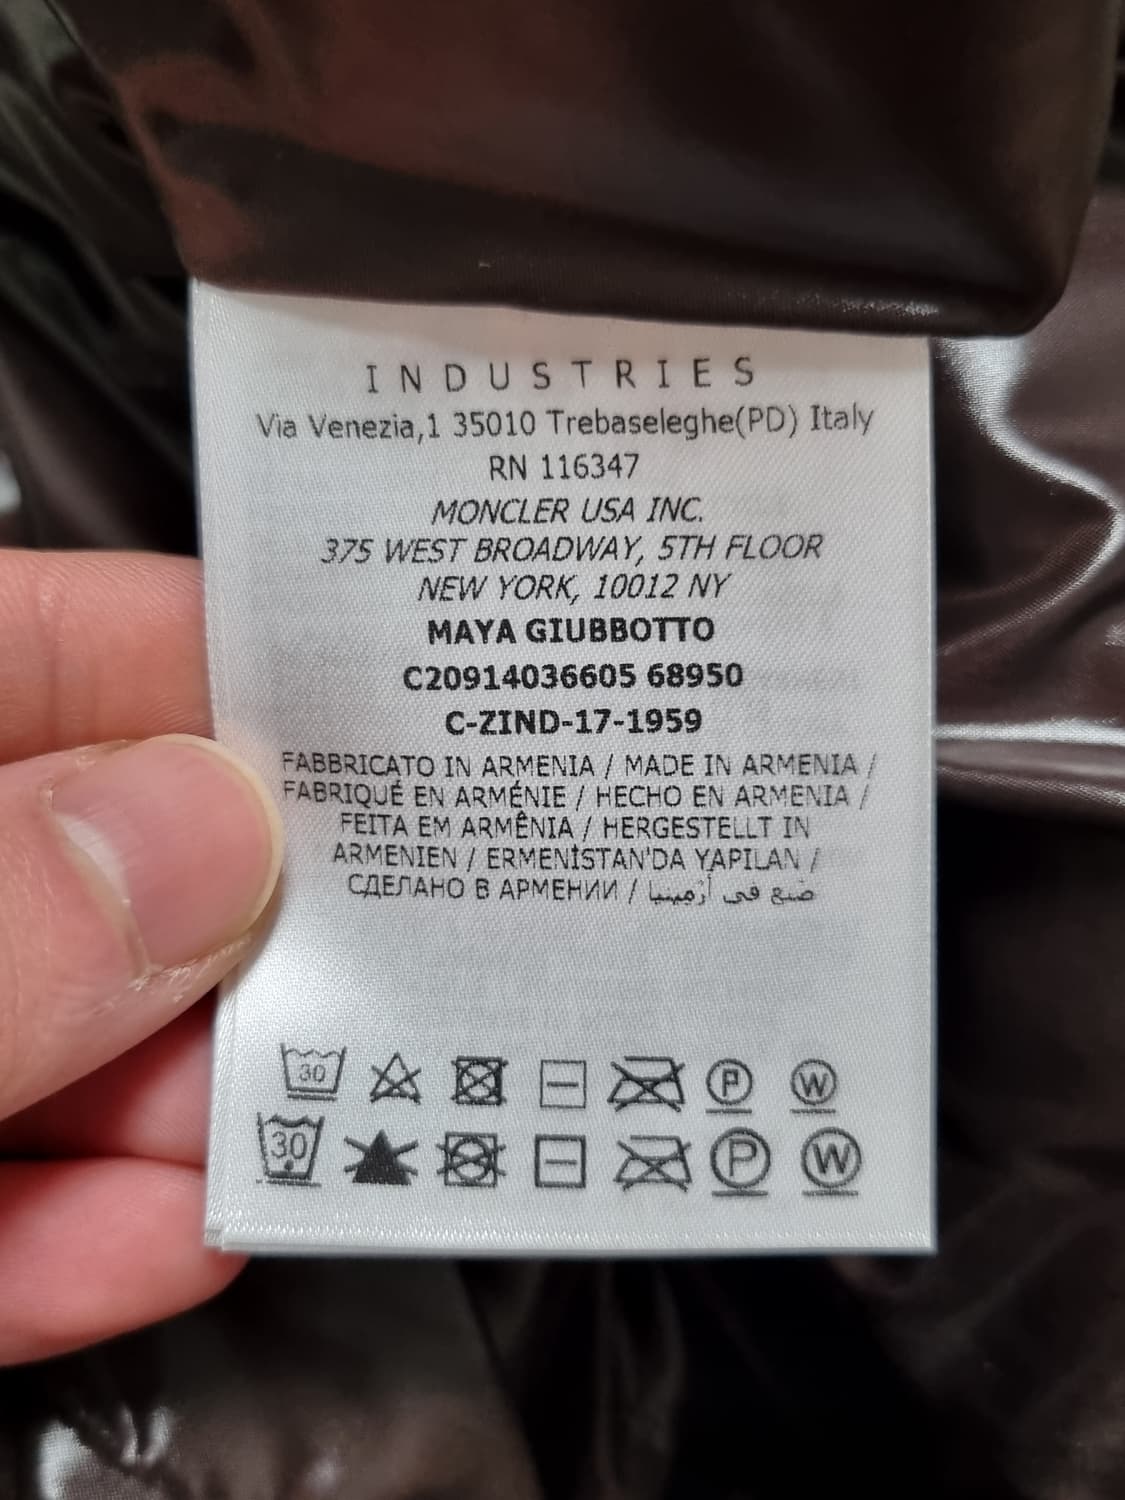 INDUSTRIES
Via Venezia,1 35010 Trebaseleghe(PD) Italy
RN 116347
MONCLER USA INC.
375 WEST BROADWAY, 5TH FLOOR
NEW YORK, 10012 NY
MAYA GIUBBOTTO
C20914036605 68950
C-ZIND-17-1959
FABBRICATO IN ARMENIA / MADE IN ARMENIA /
FABRIQUÉ EN ARMÉNIE / HECHO EN ARMENIA /
FEITA EM ARMÊNIA / HERGESTELLT IN
ARMENIEN / ERMENİSTAN'DA YAPILAN /
СДЕЛАНО В АРМЕНИИ / صنع في أرمينيا
30 P W
30 P W